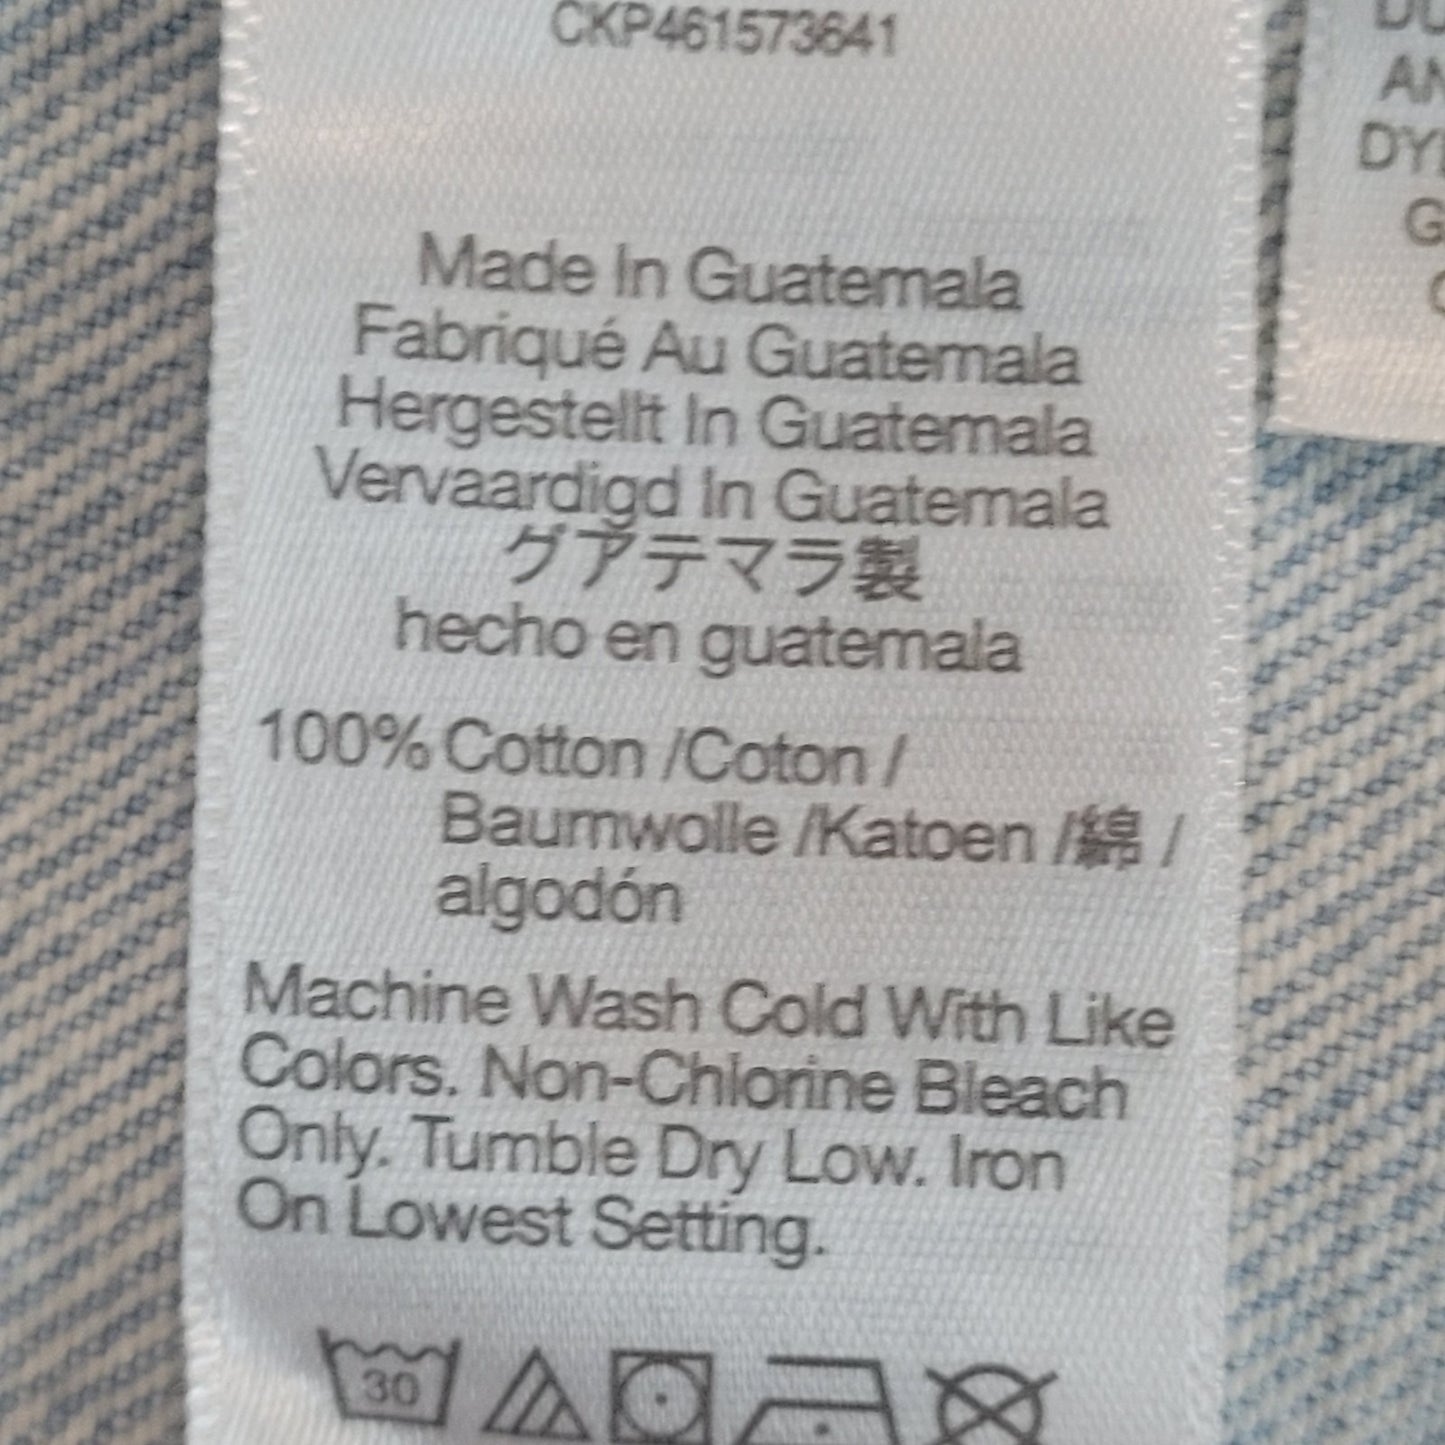 CKP461573641
Made In Guatemala
Fabriqué Au Guatemala
Hergestellt In Guatemala
Vervaardigd In Guatemala
グアテマラ製
hecho en guatemala
100% Cotton /Coton /
Baumwolle /Katoen /綿 /
algodón
Machine Wash Cold With Like
Colors. Non-Chlorine Bleach
Only. Tumble Dry Low. Iron
On Lowest Setting.
30